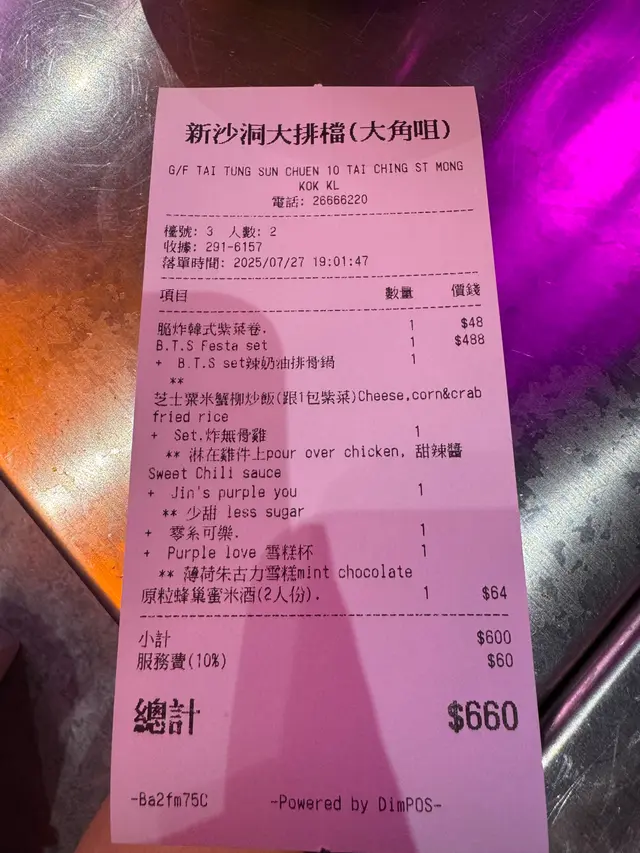 新沙洞大排檔(大角咀)
G/F TAI TUNG SUN CHUEN 10 TAI CHING ST MONG
KOK KL
電話: 26666220
檯號: 3 人數: 2
收據: 291-6157
落單時間: 2025/07/27 19:01:47
項目 數量 價錢
脆炸韓式紫菜卷. 1 $48
B.T.S Festa set 1 $488
+ B.T.S set辣奶油排骨鍋 1
**
芝士粟米蟹柳炒飯(跟1包紫菜)Cheese,corn&crab
fried rice
+ Set.炸無骨雞 1
** 淋在雞件上pour over chicken, 甜辣醬
Sweet Chili sauce
+ Jin's purple you 1
** 少甜 less sugar
+ 零系可樂. 1
+ Purple love 雪糕杯 1
** 薄荷朱古力雪糕mint chocolate
原粒蜂巢蜜米酒(2人份). 1 $64
小計 $600
服務費(10%) $60
總計 $660
-Ba2fm75C -Powered by DimPOS-